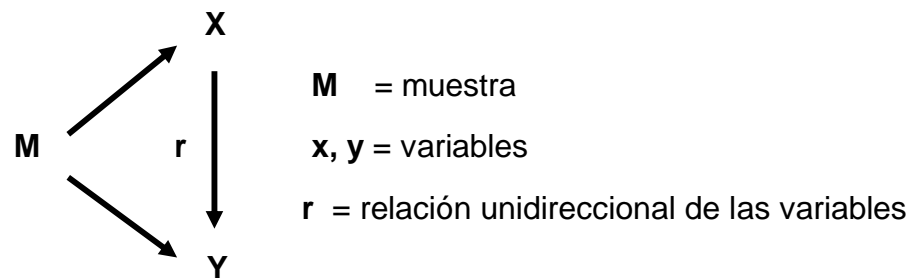 X
M = muestra
M r x, y = variables
r = relación unidireccional de las variables
Y